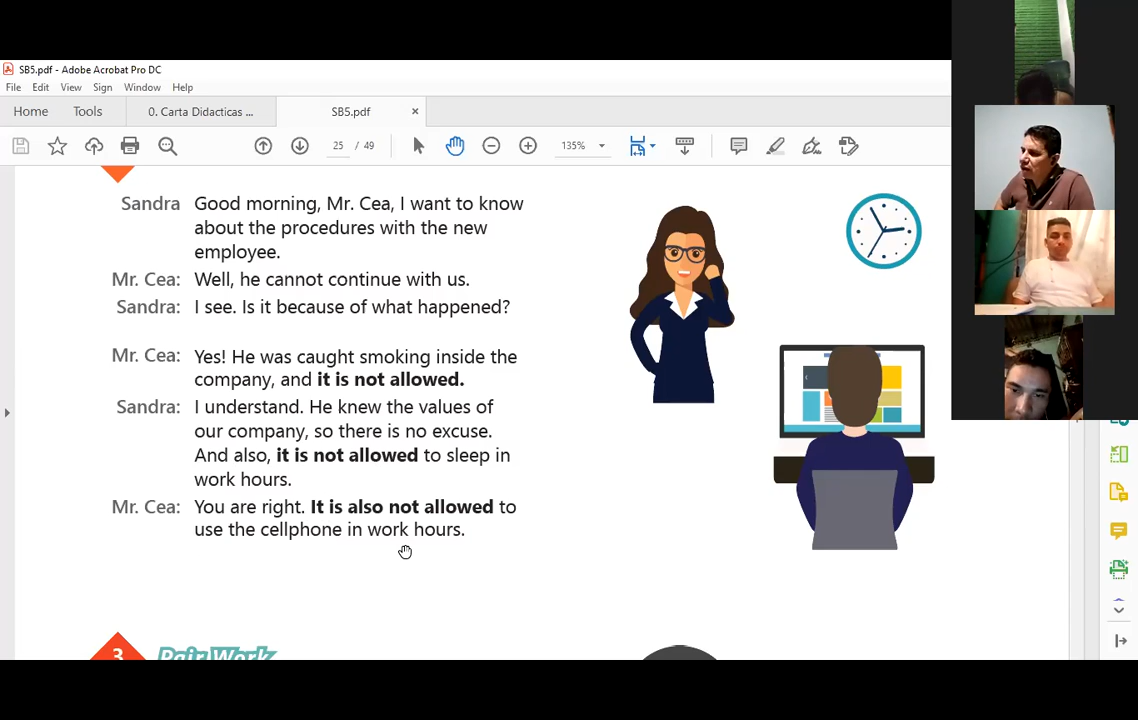 SB5.pdf - Adobe Acrobat Pro DC
File Edit View Sign Window Help
Home Tools 0. Carta Didacticas ... SB5.pdf ×
25 / 49 135%
Sandra Good morning, Mr. Cea, I want to know
about the procedures with the new
employee.
Mr. Cea: Well, he cannot continue with us.
Sandra: I see. Is it because of what happened?
Mr. Cea: Yes! He was caught smoking inside the
company, and it is not allowed.
Sandra: I understand. He knew the values of
our company, so there is no excuse.
And also, it is not allowed to sleep in
work hours.
Mr. Cea: You are right. It is also not allowed to
use the cellphone in work hours.
3 Pair Work